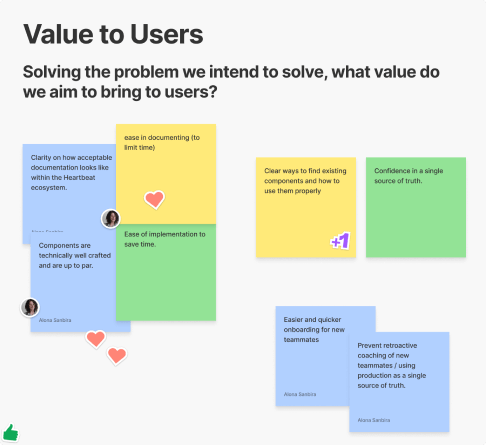 Value to Users
Solving the problem we intend to solve, what value do
we aim to bring to users?
Clarity on how acceptable
documentation looks like
within the Heartbeat
ecosystem.
ease in documenting (to
limit time)
Components are
technically well crafted
and are up to par.
Alona Sanbira
Ease of implementation to
save time.
Clear ways to find existing
components and how to
use them properly
+1
Confidence in a single
source of truth.
Easier and quicker
onboarding for new
teammates
Alona Sanbira
Prevent retroactive
coaching of new
teammates / using
production as a single
source of truth.
Alona Sanbira